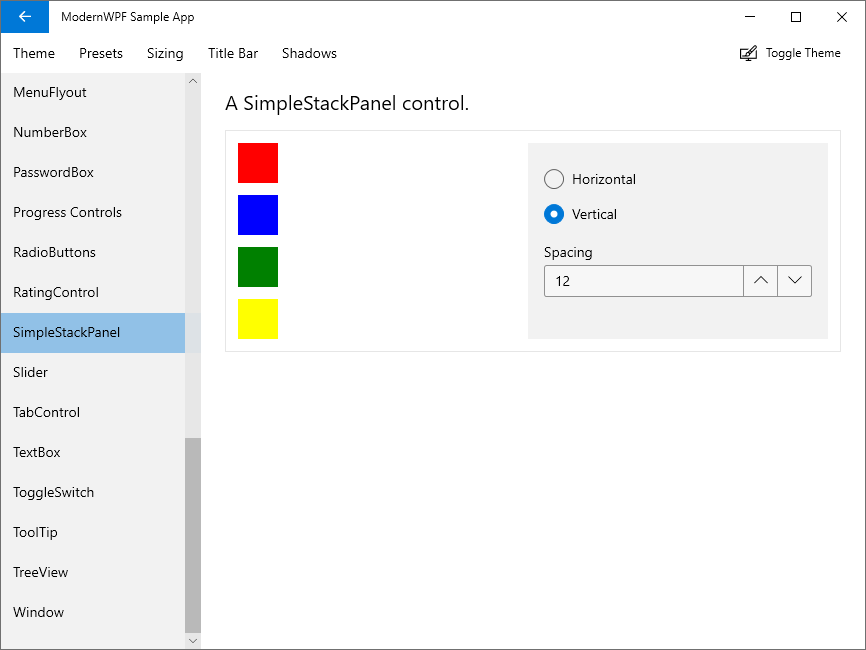 ModernWPF Sample App
Theme Presets Sizing Title Bar Shadows Toggle Theme
MenuFlyout
NumberBox
PasswordBox
Progress Controls
RadioButtons
RatingControl
SimpleStackPanel
Slider
TabControl
TextBox
ToggleSwitch
ToolTip
TreeView
Window
A SimpleStackPanel control.
Horizontal
Vertical
Spacing
12